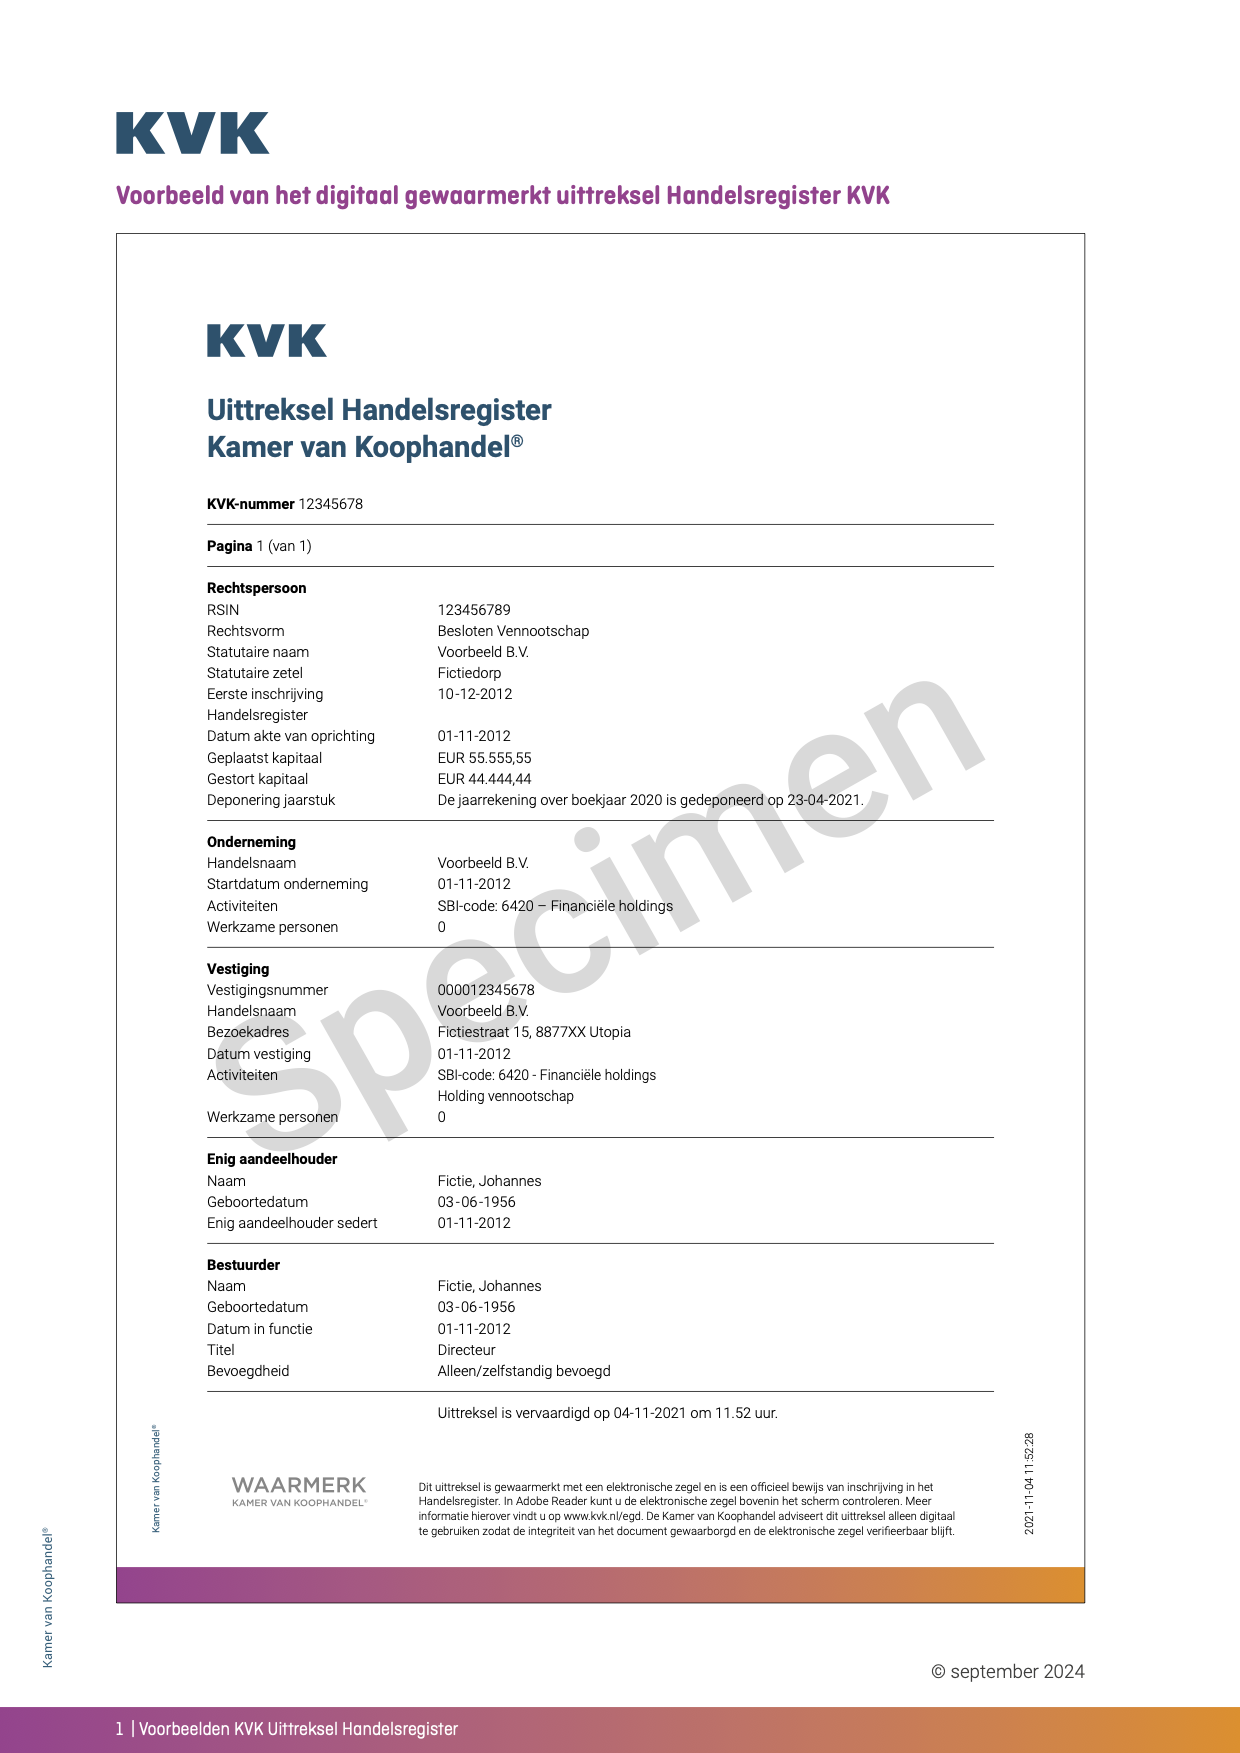 KVK
Voorbeeld van het digitaal gewaarmerkt uittreksel Handelsregister KVK
KVK
Uittreksel Handelsregister
Kamer van Koophandel®
KVK-nummer 12345678
Pagina 1 (van 1)
Rechtspersoon
RSIN 123456789
Rechtsvorm Besloten Vennootschap
Statutaire naam Voorbeeld B.V.
Statutaire zetel Fictiedorp
Eerste inschrijving 10-12-2012
Handelsregister
Datum akte van oprichting 01-11-2012
Geplaatst kapitaal EUR 55.555,55
Gestort kapitaal EUR 44.444,44
Deponering jaarstuk De jaarrekening over boekjaar 2020 is gedeponeerd op 23-04-2021.
Onderneming
Handelsnaam Voorbeeld B.V.
Startdatum onderneming 01-11-2012
Activiteiten SBI-code: 6420 – Financiële holdings
Werkzame personen 0
Vestiging
Vestigingsnummer 000012345678
Handelsnaam Voorbeeld B.V.
Bezoekadres Fictiestraat 15, 8877XX Utopia
Datum vestiging 01-11-2012
Activiteiten SBI-code: 6420 - Financiële holdings
Holding vennootschap
Werkzame personen 0
Enig aandeelhouder
Naam Fictie, Johannes
Geboortedatum 03-06-1956
Enig aandeelhouder sedert 01-11-2012
Bestuurder
Naam Fictie, Johannes
Geboortedatum 03-06-1956
Datum in functie 01-11-2012
Titel Directeur
Bevoegdheid Alleen/zelfstandig bevoegd
Uittreksel is vervaardigd op 04-11-2021 om 11.52 uur.
Specimen
Kamer van Koophandel®
WAARMERK
KAMER VAN KOOPHANDEL®
Dit uittreksel is gewaarmerkt met een elektronische zegel en is een officieel bewijs van inschrijving in het
Handelsregister. In Adobe Reader kunt u de elektronische zegel bovenin het scherm controleren. Meer
informatie hierover vindt u op www.kvk.nl/egd. De Kamer van Koophandel adviseert dit uittreksel alleen digitaal
te gebruiken zodat de integriteit van het document gewaarborgd en de elektronische zegel verifieerbaar blijft.
2021-11-04 11:52:28
Kamer van Koophandel®
© september 2024
1 | Voorbeelden KVK Uittreksel Handelsregister